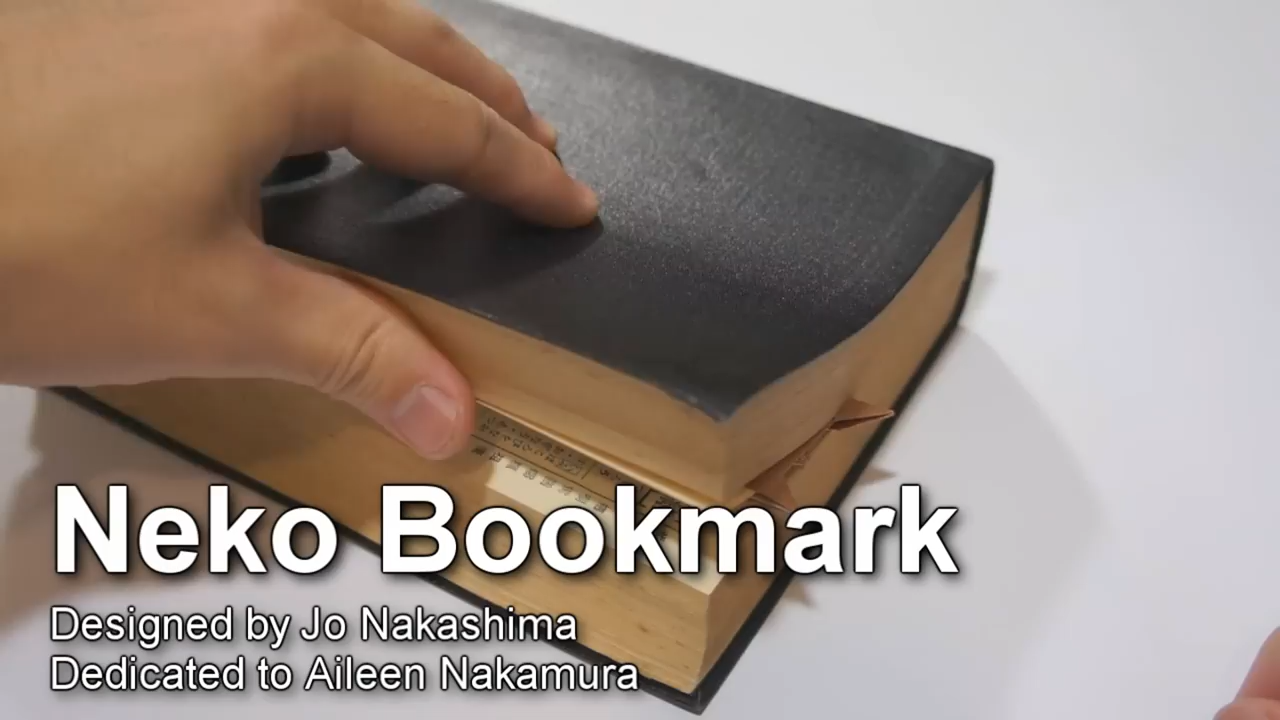 Neko Bookmark
Designed by Jo Nakashima
Dedicated to Aileen Nakamura